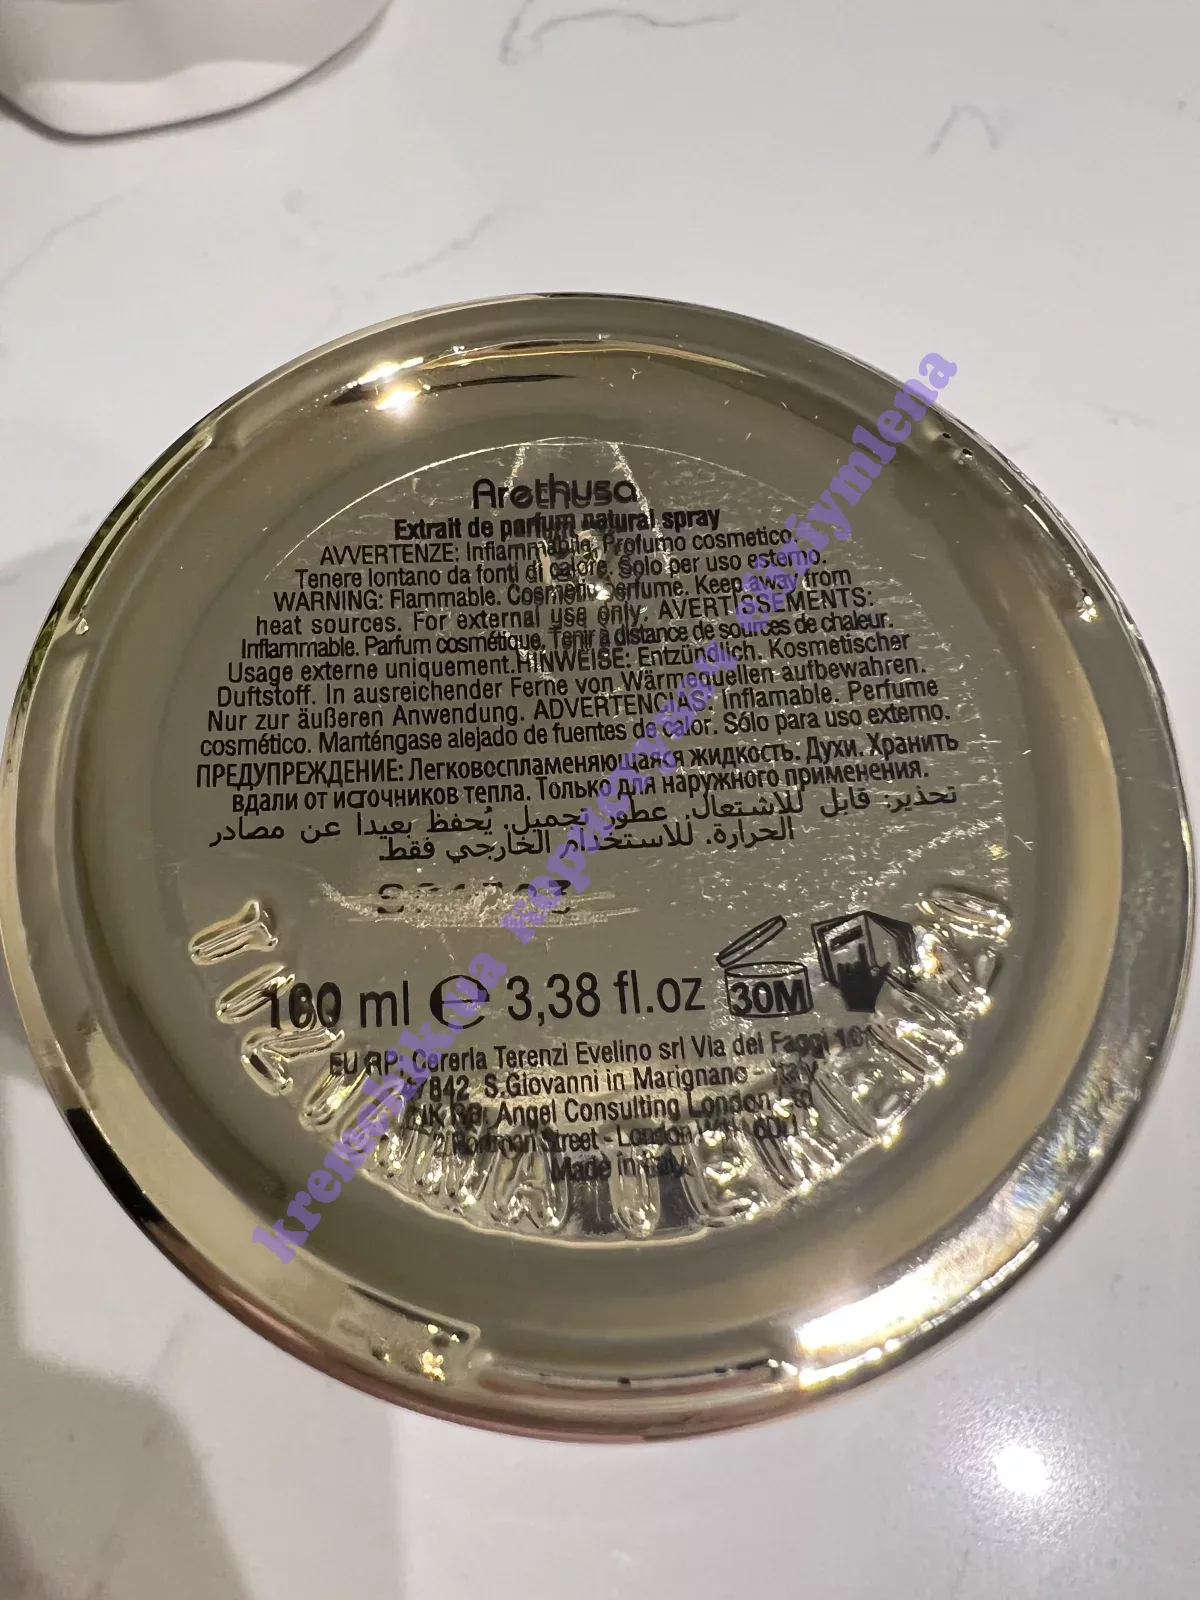 Arethusa
Extrait de parfum natural spray
AVVERTENZE: Infiammabile. Profumo cosmetico.
Tenere lontano da fonti di calore. Solo per uso esterno.
WARNING: Flammable. Cosmetic perfume. Keep away from
heat sources. For external use only. AVERTISSEMENTS:
Inflammable. Parfum cosmétique. Tenir à distance de sources de chaleur.
Usage externe uniquement. HINWEISE: Entzündlich. Kosmetischer
Duftstoff. In ausreichender Ferne von Wärmequellen aufbewahren.
Nur zur äußeren Anwendung. ADVERTENCIAS: Inflamable. Perfume
cosmético. Manténgase alejado de fuentes de calor. Sólo para uso externo.
ПРЕДУПРЕЖДЕНИЕ: Легковоспламеняющаяся жидкость. Духи. Хранить
вдали от источников тепла. Только для наружного применения.
تحذير: قابل للاشتعال. عطور تجميل. يُحفظ بعيداً عن مصادر
الحرارة. للاستخدام الخارجي فقط.
100 ml ℮ 3,38 fl.oz 30M
EU RP: Cereria Terenzi Evelino srl Via dei Faggi
47842 S.Giovanni in Marignano - Italy
UK RP: Angel Consulting London Ltd
Street - London
Made in Italy
TIZIANA TERENZI